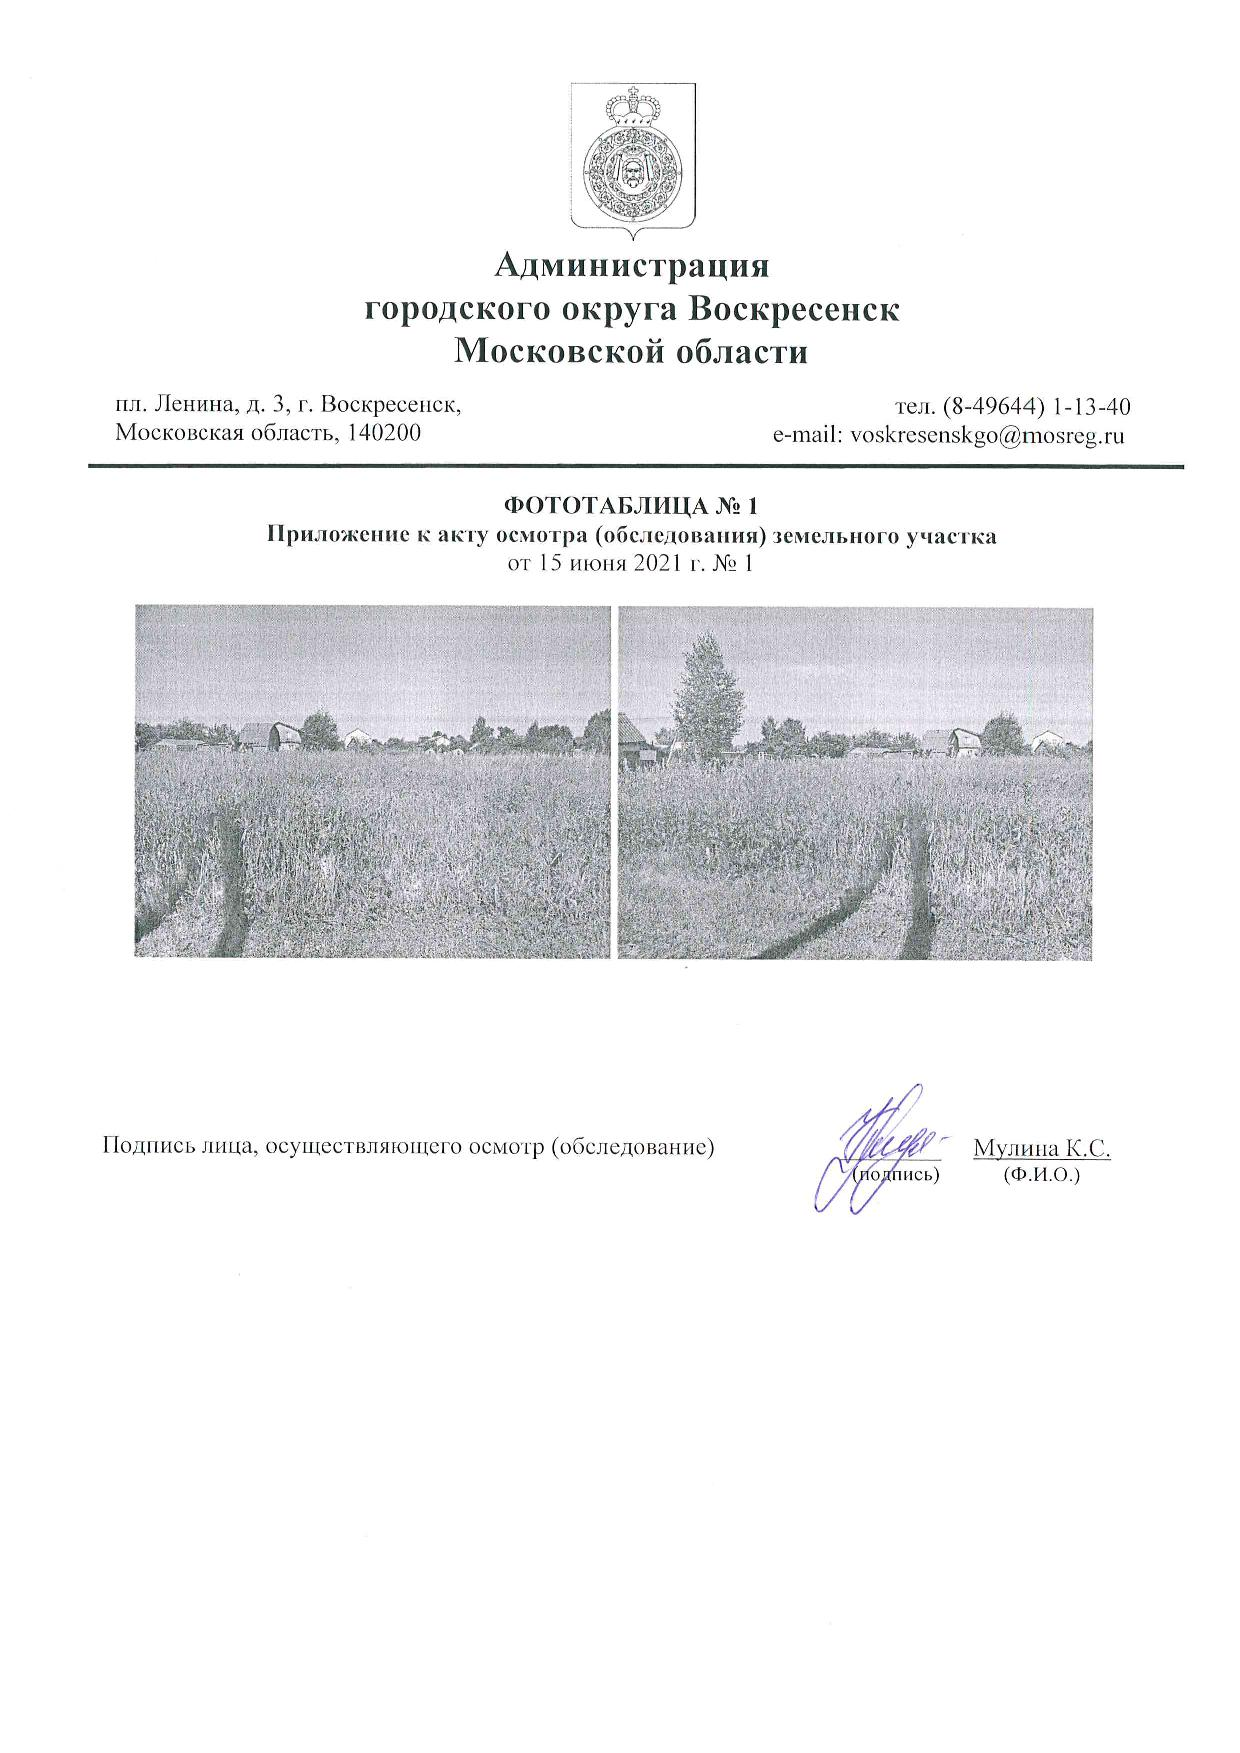 Администрация
городского округа Воскресенск
Московской области
пл. Ленина, д. 3, г. Воскресенск,
Московская область, 140200
тел. (8-49644) 1-13-40
e-mail: voskresenskgo@mosreg.ru
ФОТОТАБЛИЦА № 1
Приложение к акту осмотра (обследования) земельного участка
от 15 июня 2021 г. № 1
Подпись лица, осуществляющего осмотр (обследование)
Мулина К.С.
(подпись)
(Ф.И.О.)